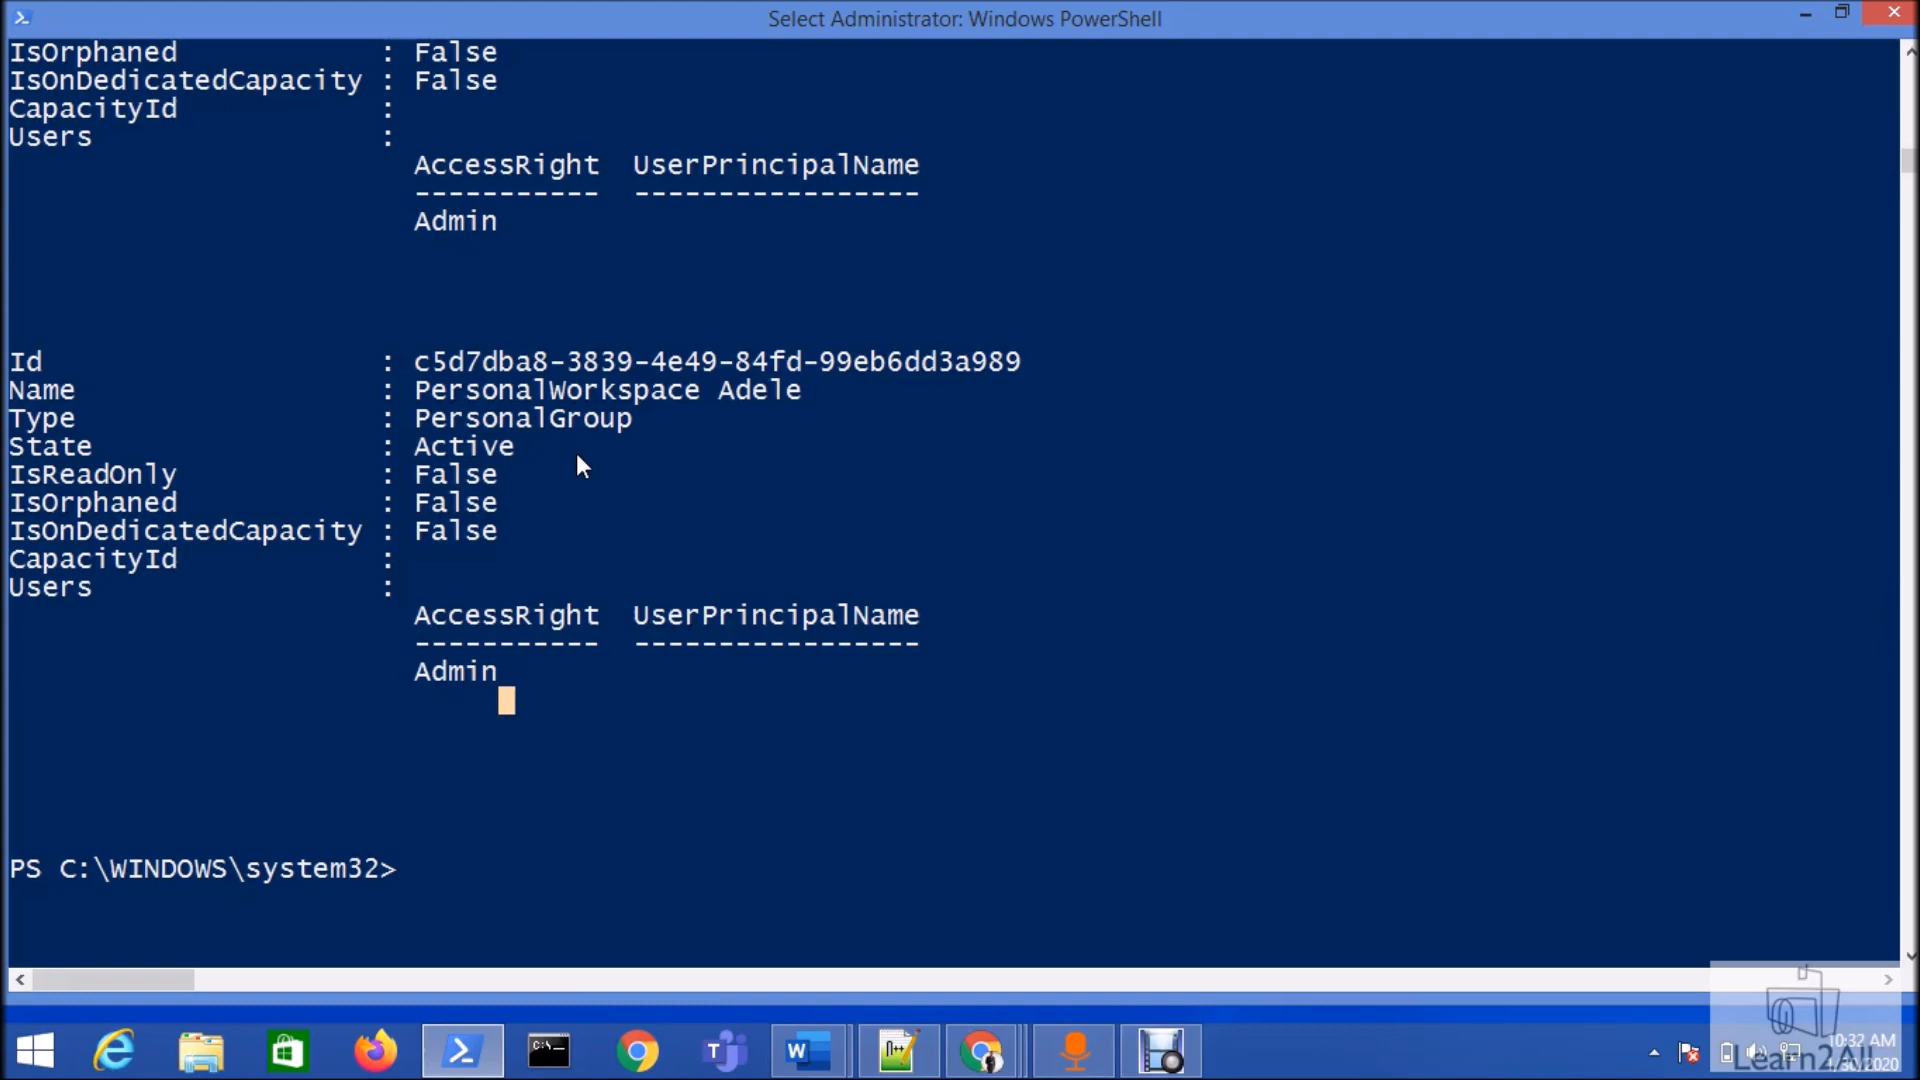 Select Administrator: Windows PowerShell
IsOrphaned : False
IsOnDedicatedCapacity : False
CapacityId :
Users :
AccessRight UserPrincipalName
----------- -----------------
Admin
Id : c5d7dba8-3839-4e49-84fd-99eb6dd3a989
Name : PersonalWorkspace Adele
Type : PersonalGroup
State : Active
IsReadOnly : False
IsOrphaned : False
IsOnDedicatedCapacity : False
CapacityId :
Users :
AccessRight UserPrincipalName
----------- -----------------
Admin
PS C:\WINDOWS\system32>
10:32 AM
Learn2All